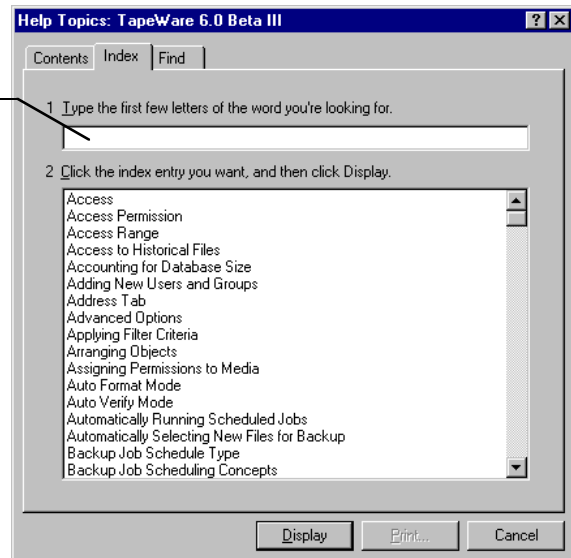 Help Topics: TapeWare 6.0 Beta III
Contents Index Find
1 Type the first few letters of the word you're looking for.
2 Click the index entry you want, and then click Display.
Access
Access Permission
Access Range
Access to Historical Files
Accounting for Database Size
Adding New Users and Groups
Address Tab
Advanced Options
Applying Filter Criteria
Arranging Objects
Assigning Permissions to Media
Auto Format Mode
Auto Verify Mode
Automatically Running Scheduled Jobs
Automatically Selecting New Files for Backup
Backup Job Schedule Type
Backup Job Scheduling Concepts
Display Print... Cancel